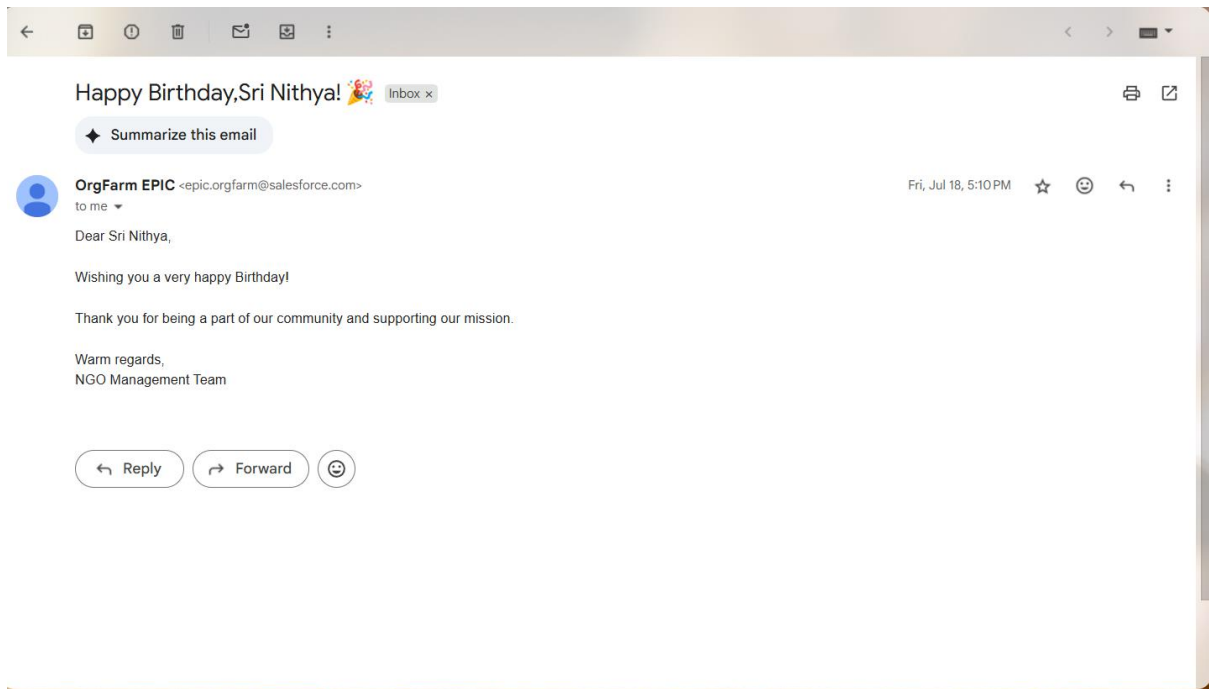 Happy Birthday,Sri Nithya! 🎉 Inbox ×
Summarize this email
OrgFarm EPIC <epic.orgfarm@salesforce.com> Fri, Jul 18, 5:10 PM
to me
Dear Sri Nithya,
Wishing you a very happy Birthday!
Thank you for being a part of our community and supporting our mission.
Warm regards,
NGO Management Team
Reply Forward